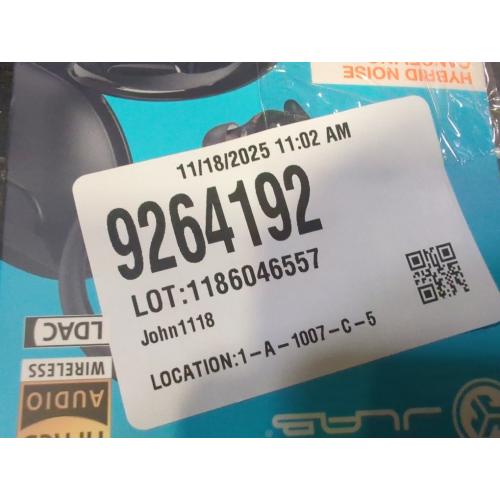 HYBRID NOISE
CANCELLING
11/18/2025 11:02 AM
9264192
LOT:1186046557
John1118
LOCATION:1-A-1007-C-5
LDAC
WIRELESS
AUDIO
JLAB